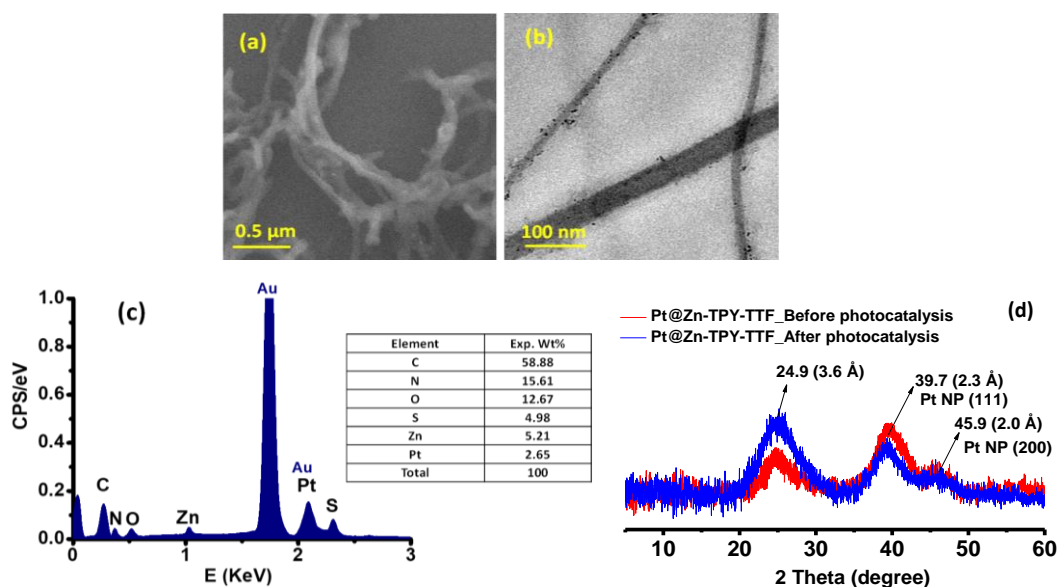 (a)
0.5 µm
(b)
100 nm
(c)
Au
Au
Pt
C
N
O
Zn
S
CPS/eV
1.0
0.8
0.6
0.4
0.2
0.0
0
1
2
3
E (KeV)
Element Exp. Wt%
C 58.88
N 15.61
O 12.67
S 4.98
Zn 5.21
Pt 2.65
Total 100
(d)
Pt@Zn-TPY-TTF_Before photocatalysis
Pt@Zn-TPY-TTF_After photocatalysis
24.9 (3.6 Å)
39.7 (2.3 Å)
Pt NP (111)
45.9 (2.0 Å)
Pt NP (200)
10 20 30 40 50 60
2 Theta (degree)